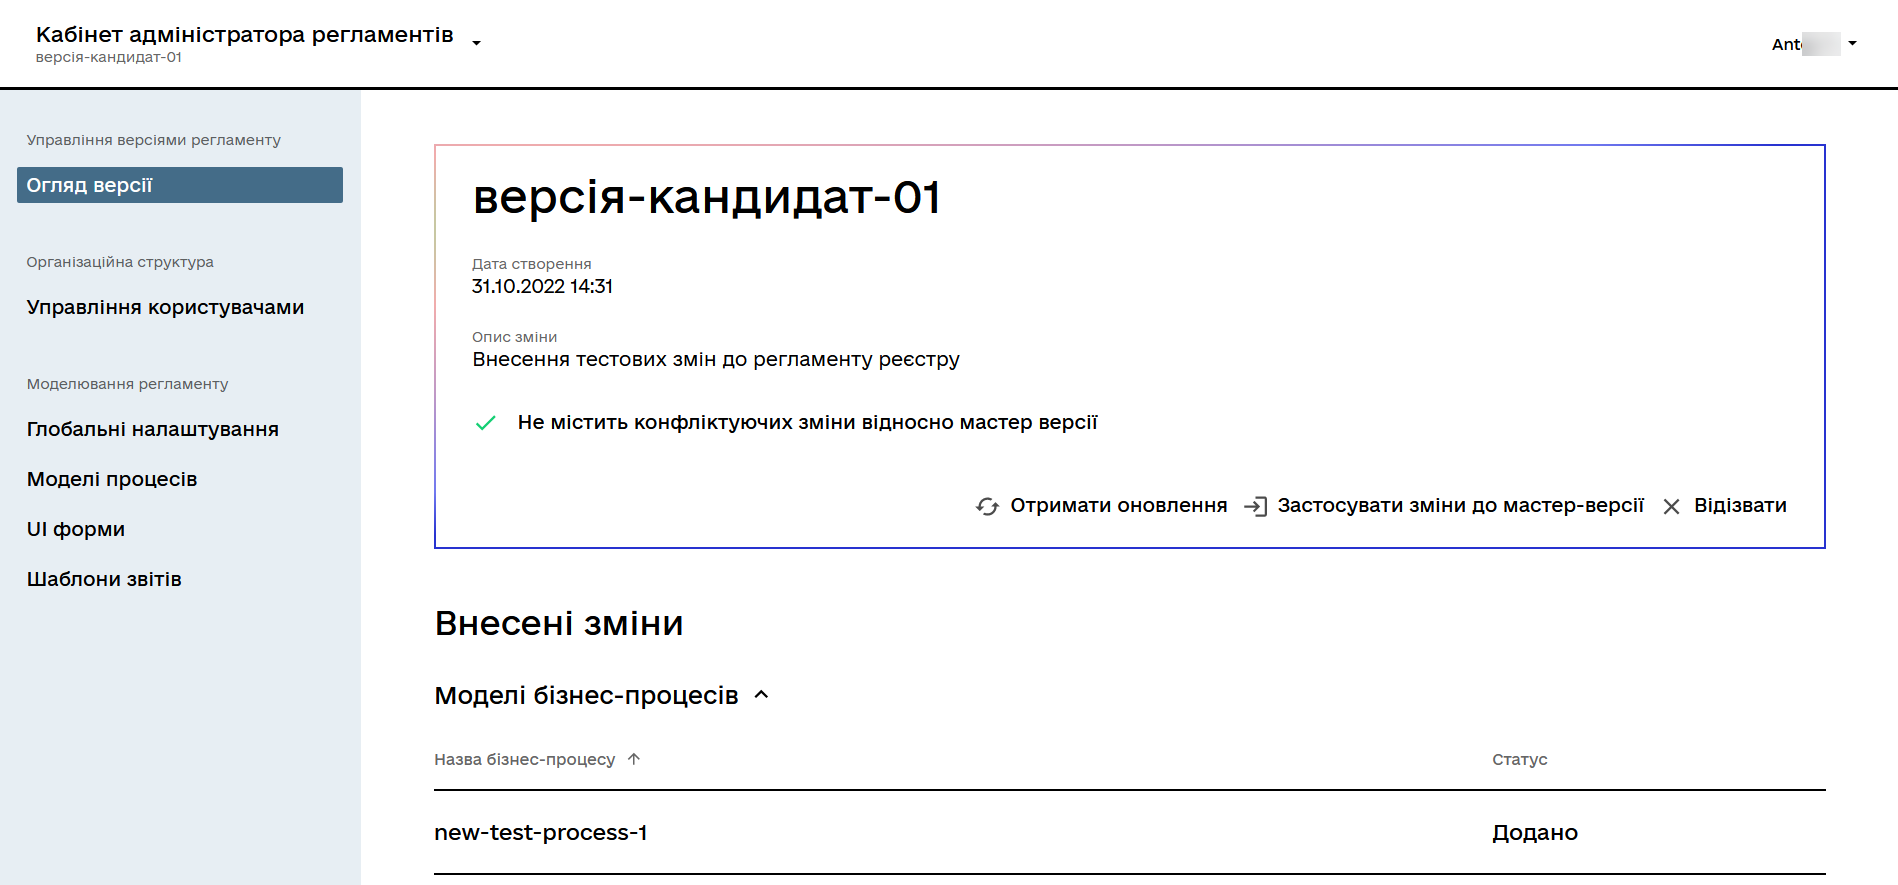 Кабінет адміністратора регламентів
версія-кандидат-01
Управління версіями регламенту
Огляд версії
Організаційна структура
Управління користувачами
Моделювання регламенту
Глобальні налаштування
Моделі процесів
UI форми
Шаблони звітів
версія-кандидат-01
Дата створення
31.10.2022 14:31
Опис зміни
Внесення тестових змін до регламенту реєстру
Не містить конфліктуючих зміни відносно мастер версії
Отримати оновлення Застосувати зміни до мастер-версії Відізвати
Внесені зміни
Моделі бізнес-процесів
Назва бізнес-процесу Статус
new-test-process-1 Додано